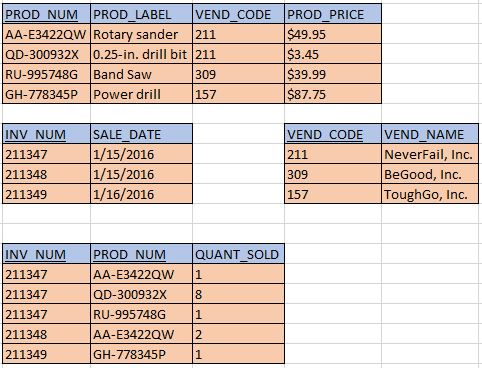 PROD_NUM PROD_LABEL VEND_CODE PROD_PRICE
AA-E3422QW Rotary sander 211 $49.95
QD-300932X 0.25-in. drill bit 211 $3.45
RU-995748G Band Saw 309 $39.99
GH-778345P Power drill 157 $87.75
INV_NUM SALE_DATE
211347 1/15/2016
211348 1/15/2016
211349 1/16/2016
VEND_CODE VEND_NAME
211 NeverFail, Inc.
309 BeGood, Inc.
157 ToughGo, Inc.
INV_NUM PROD_NUM QUANT_SOLD
211347 AA-E3422QW 1
211347 QD-300932X 8
211347 RU-995748G 1
211348 AA-E3422QW 2
211349 GH-778345P 1